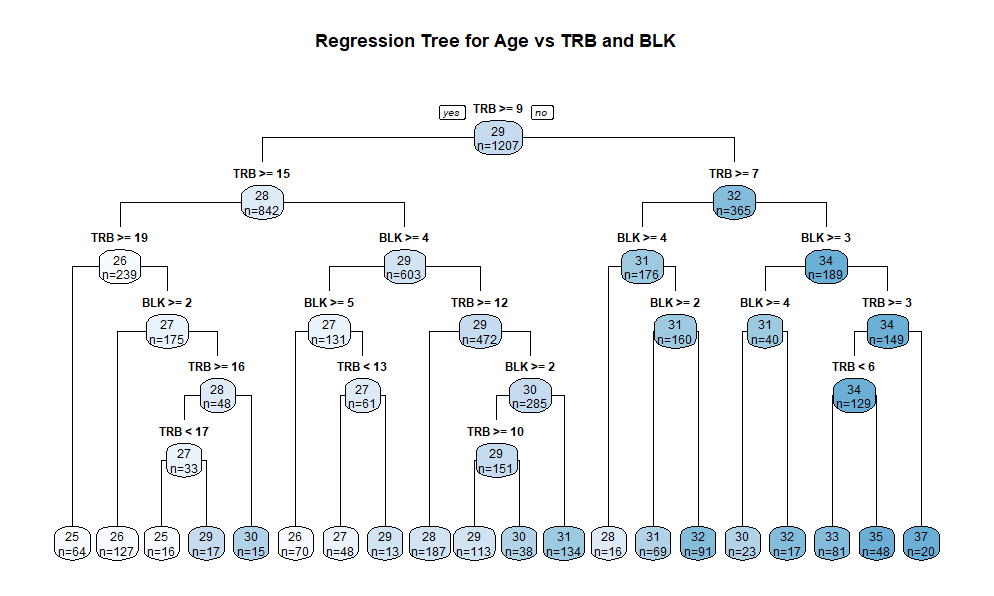 Regression Tree for Age vs TRB and BLK
yes TRB >= 9 no
29
n=1207
TRB >= 15 TRB >= 7
28 32
n=842 n=365
TRB >= 19 BLK >= 4 BLK >= 4 BLK >= 3
26 29 31 34
n=239 n=603 n=176 n=189
BLK >= 2 BLK >= 5 TRB >= 12 BLK >= 2 BLK >= 4 TRB >= 3
27 27 29 31 31 34
n=175 n=131 n=472 n=160 n=40 n=149
TRB >= 16 TRB < 13 BLK >= 2 TRB < 6
28 27 30 34
n=48 n=61 n=285 n=129
TRB < 17 TRB >= 10
27 29
n=33 n=151
25 26 25 29 30 26 27 29 28 29 30 31 28 31 32 30 32 33 35 37
n=64 n=127 n=16 n=17 n=15 n=70 n=48 n=13 n=187 n=113 n=38 n=134 n=16 n=69 n=91 n=23 n=17 n=81 n=48 n=20